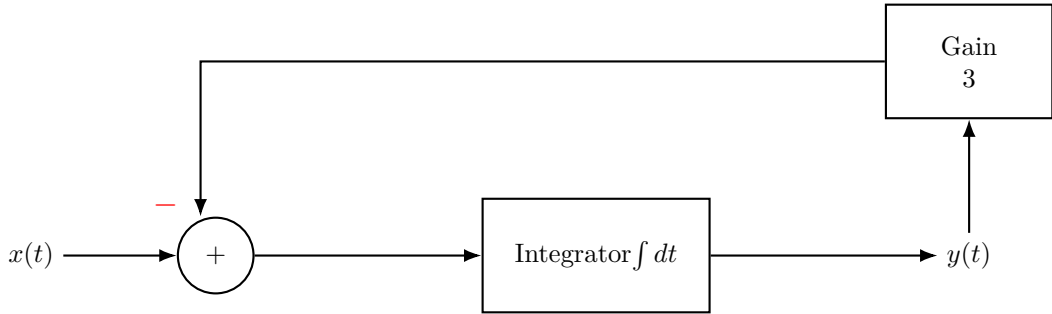 Gain
3
−
x(t)
+
Integrator∫ dt
y(t)